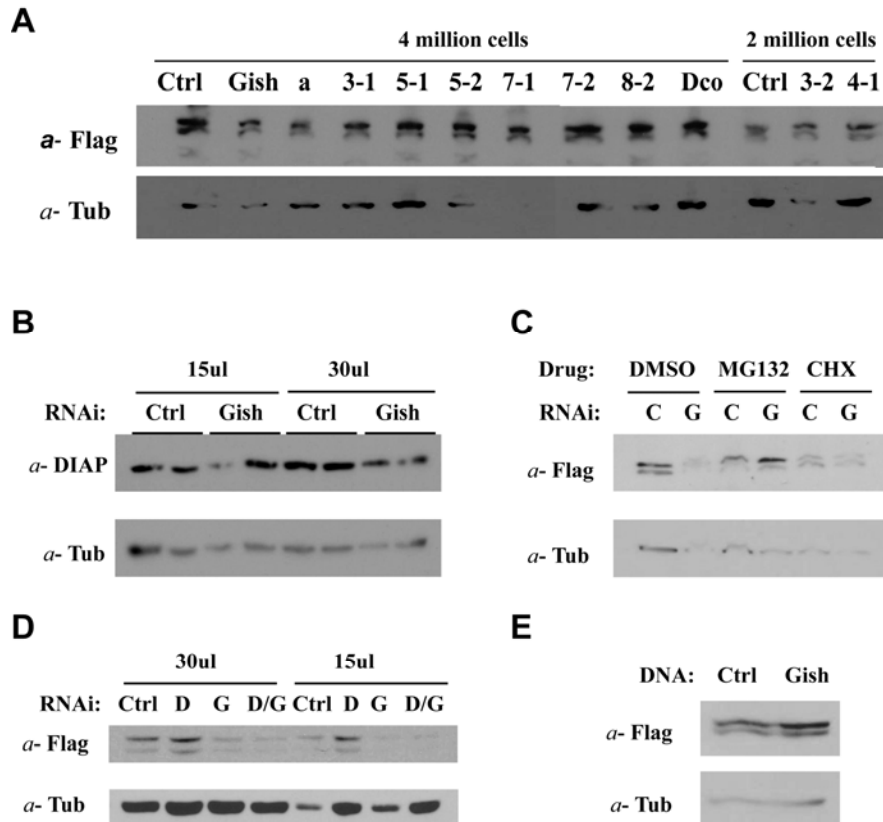 A
4 million cells 2 million cells
Ctrl Gish a 3-1 5-1 5-2 7-1 7-2 8-2 Dco Ctrl 3-2 4-1
a- Flag
a- Tub
B
15ul 30ul
RNAi: Ctrl Gish Ctrl Gish
a- DIAP
a- Tub
C
Drug: DMSO MG132 CHX
RNAi: C G C G C G
a- Flag
a- Tub
D
30ul 15ul
RNAi: Ctrl D G D/G Ctrl D G D/G
a- Flag
a- Tub
E
DNA: Ctrl Gish
a- Flag
a- Tub